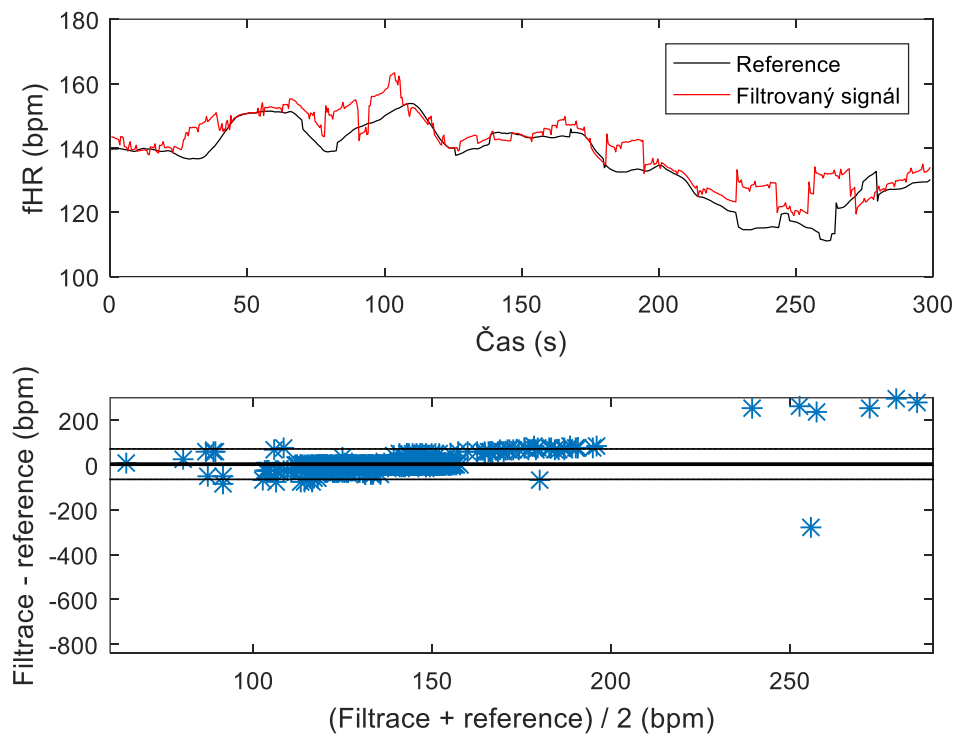 180
160
140
120
100
fHR (bpm)
Reference
Filtrovaný signál
0 50 100 150 200 250 300
Čas (s)
200
0
-200
-400
-600
-800
Filtrace - reference (bpm)
100 150 200 250
(Filtrace + reference) / 2 (bpm)